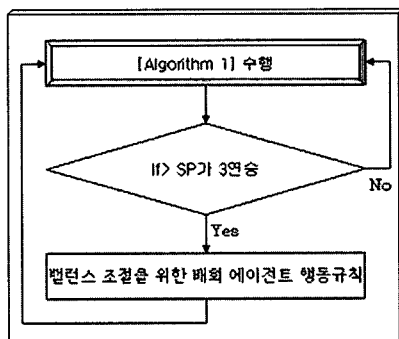 [Algorithm 1] 수행
If> SP가 3연승
No
Yes
밸런스 조절을 위한 배회 에이전트 행동규칙